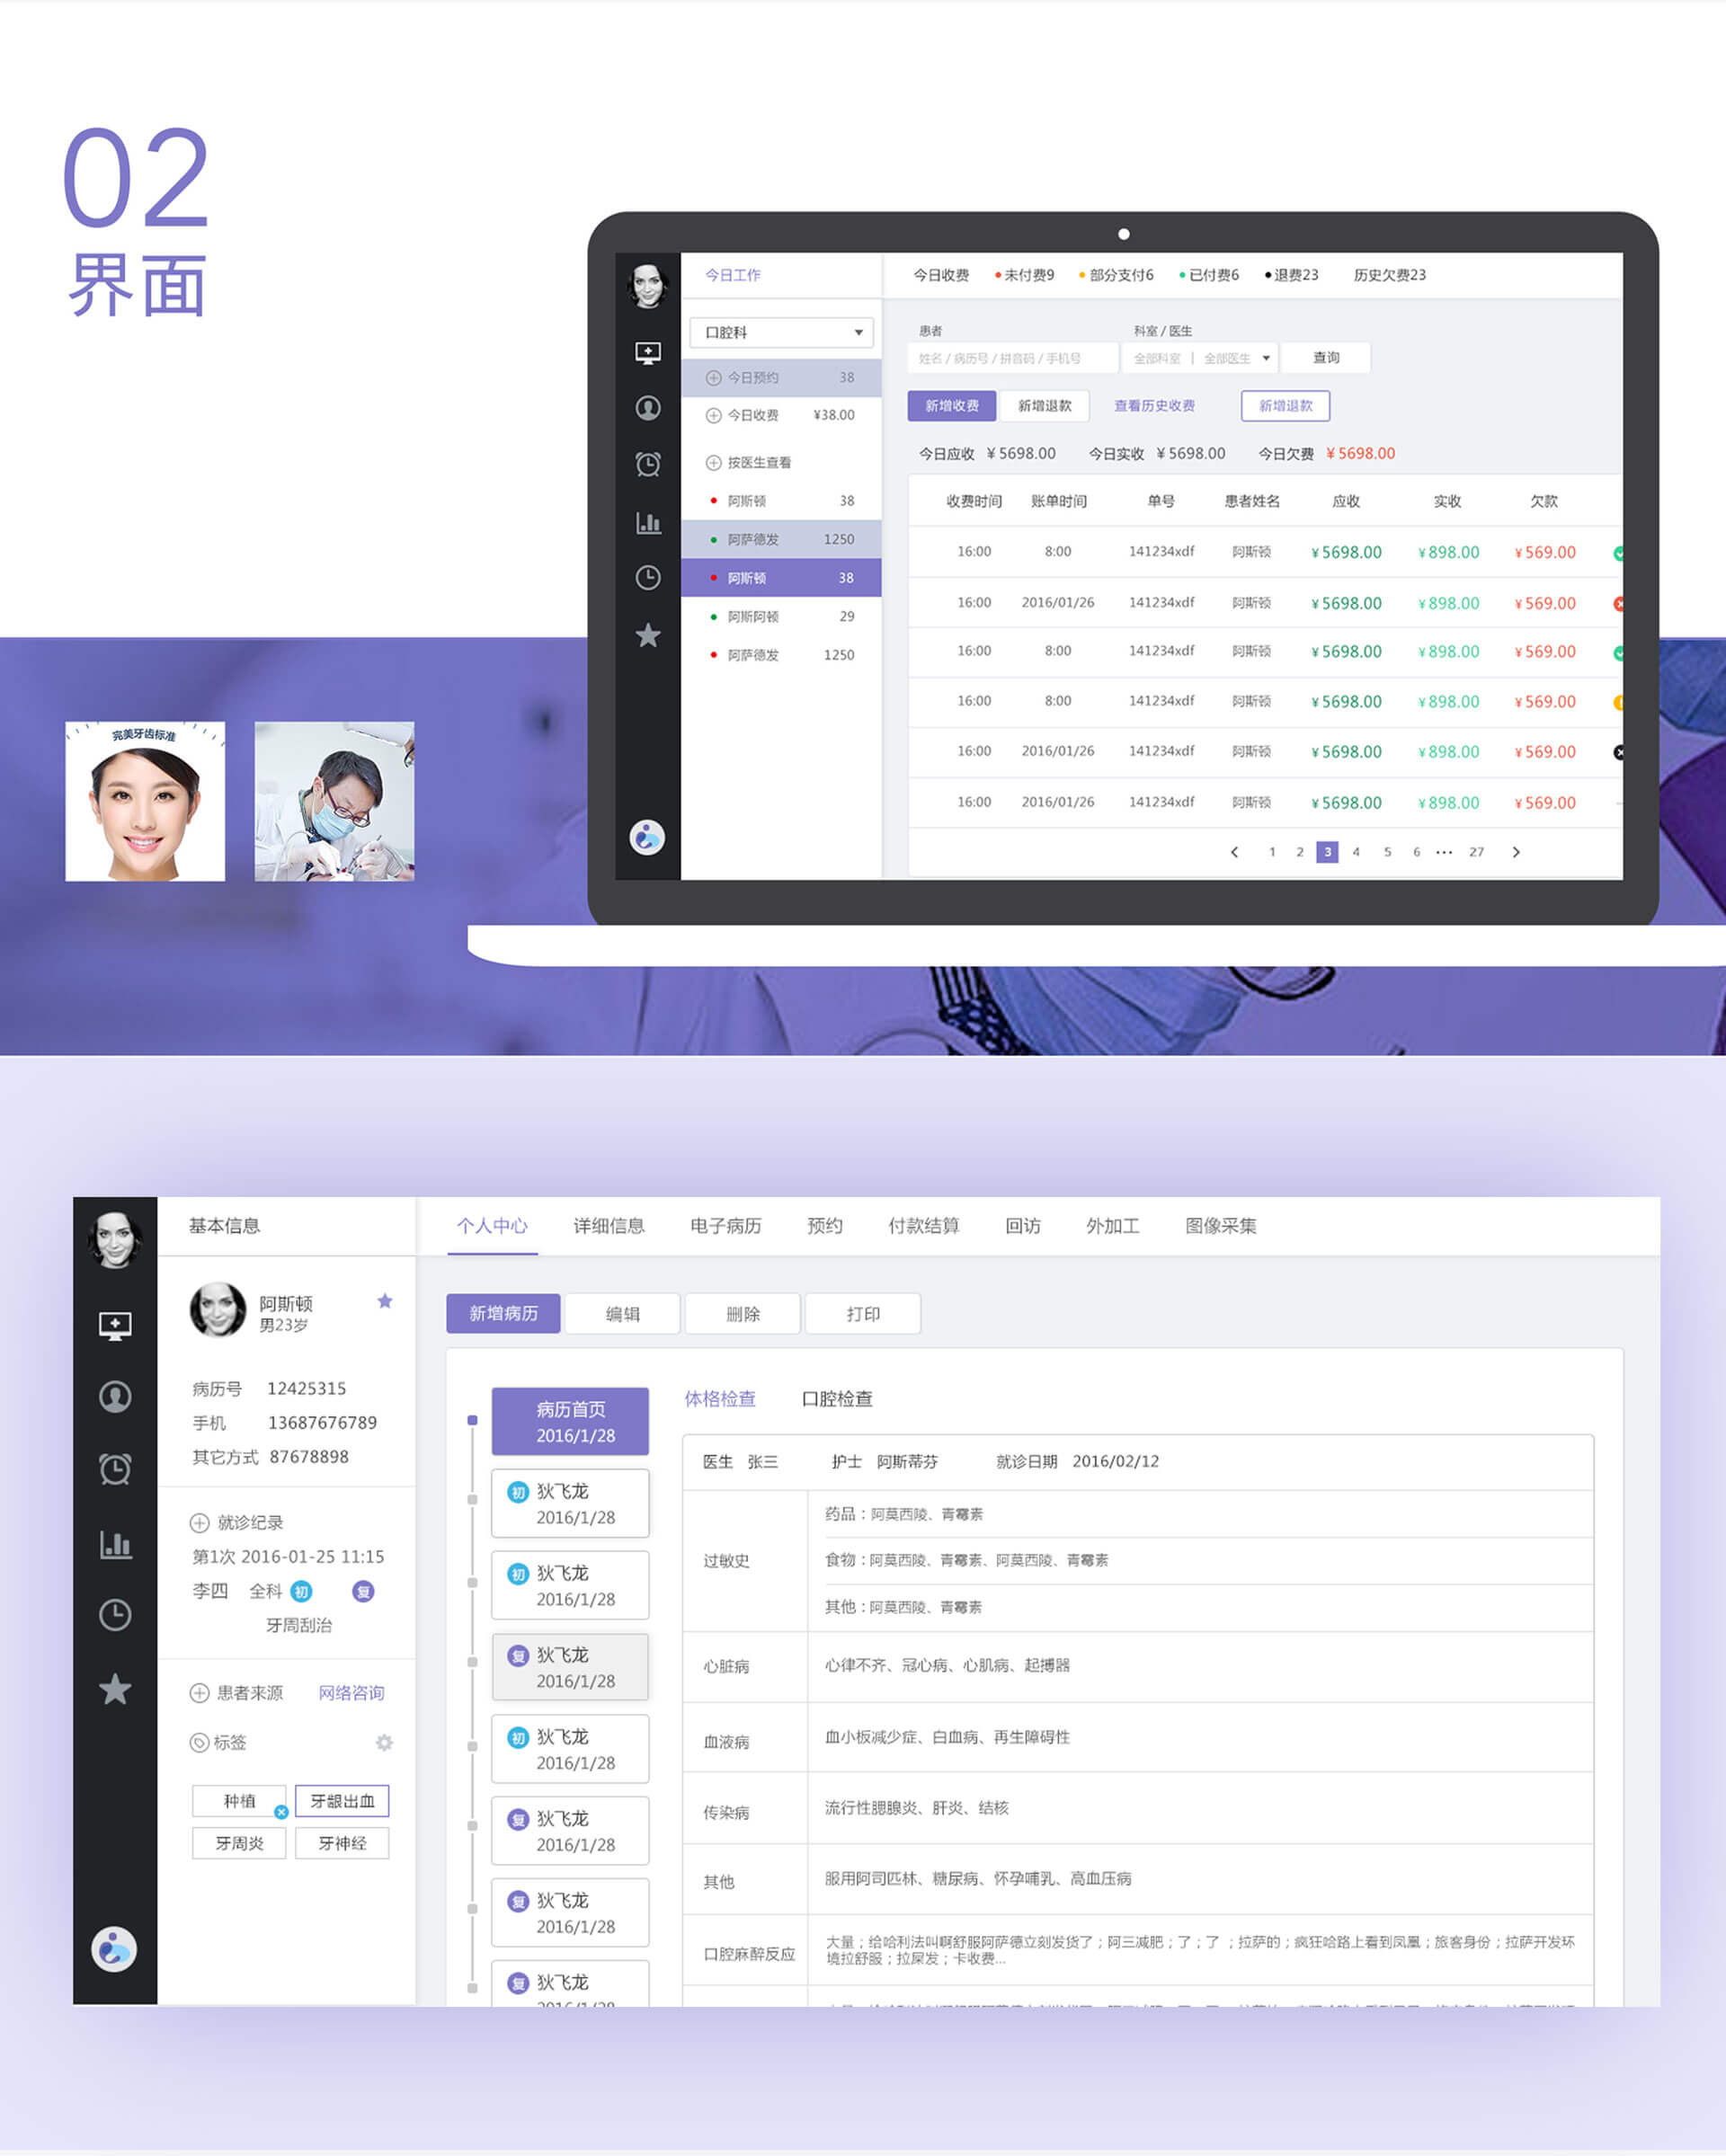 02
界面
完美牙齿标准
今日工作
今日收费 未付费9 部分支付6 已付费6 退费23 历史欠费23
口腔科
今日预约 38
今日收费 ¥38.00
按医生查看
阿斯顿 38
阿萨德发 1250
阿斯顿 38
阿斯阿顿 29
阿萨德发 1250
患者 科室 / 医生
姓名 / 病历号 / 拼音码 / 手机号 全部科室 | 全部医生 查询
新增收费 新增退款 查看历史收费 新增退款
今日应收 ¥ 5698.00 今日实收 ¥ 5698.00 今日欠费 ¥ 5698.00
收费时间 账单时间 单号 患者姓名 应收 实收 欠款
16:00 8:00 141234xdf 阿斯顿 ¥ 5698.00 ¥ 898.00 ¥ 569.00
16:00 2016/01/26 141234xdf 阿斯顿 ¥ 5698.00 ¥ 898.00 ¥ 569.00
16:00 8:00 141234xdf 阿斯顿 ¥ 5698.00 ¥ 898.00 ¥ 569.00
16:00 8:00 141234xdf 阿斯顿 ¥ 5698.00 ¥ 898.00 ¥ 569.00
16:00 2016/01/26 141234xdf 阿斯顿 ¥ 5698.00 ¥ 898.00 ¥ 569.00
16:00 2016/01/26 141234xdf 阿斯顿 ¥ 5698.00 ¥ 898.00 ¥ 569.00
1 2 3 4 5 6 ··· 27
基本信息
个人中心 详细信息 电子病历 预约 付款结算 回访 外加工 图像采集
阿斯顿
男23岁
病历号 12425315
手机 13687676789
其它方式 87678898
就诊纪录
第1次 2016-01-25 11:15
李四 全科 初 复
牙周刮治
患者来源 网络咨询
标签
种植 牙龈出血
牙周炎 牙神经
新增病历 编辑 删除 打印
病历首页
2016/1/28
初 狄飞龙
2016/1/28
初 狄飞龙
2016/1/28
复 狄飞龙
2016/1/28
初 狄飞龙
2016/1/28
复 狄飞龙
2016/1/28
复 狄飞龙
2016/1/28
复 狄飞龙
体格检查 口腔检查
医生 张三 护士 阿斯蒂芬 就诊日期 2016/02/12
过敏史
药品：阿莫西陵、青霉素
食物：阿莫西陵、青霉素、阿莫西陵、青霉素
其他：阿莫西陵、青霉素
心脏病 心律不齐、冠心病、心肌病、起搏器
血液病 血小板减少症、白血病、再生障碍性
传染病 流行性腮腺炎、肝炎、结核
其他 服用阿司匹林、糖尿病、怀孕哺乳、高血压病
口腔麻醉反应 大量；给哈利法叫啊舒服阿萨德立刻发货了；阿三减肥；了；了；拉萨的；疯狂哈路上看到凤凰；旅客身份；拉萨开发环
境拉舒服；拉屎发；卡收费...